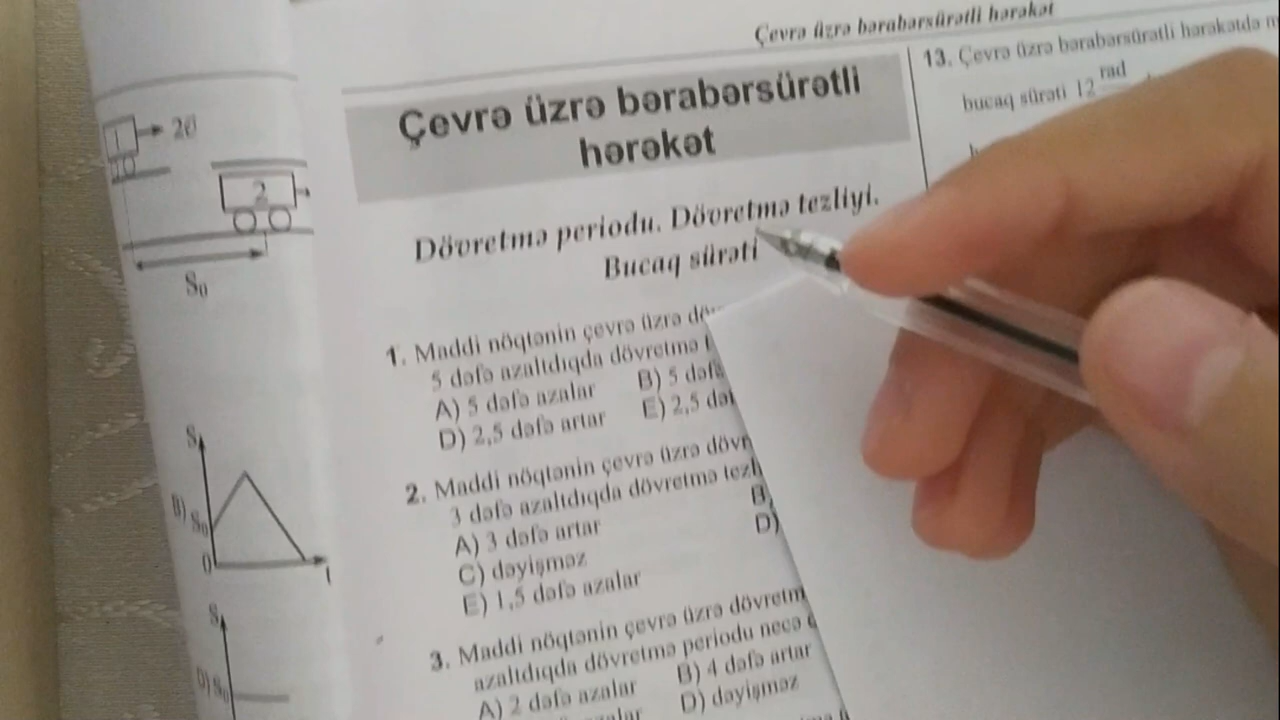 Çevrə üzrə bərabərsürətli hərəkət
1
20
10
2
S₀
S
B) S₀
0
t
S
D) S₀
Çevrə üzrə bərabərsürətli
hərəkət
Dövretmə periodu. Dövretmə tezliyi.
Bucaq sürəti
1. Maddi nöqtənin çevrə üzrə
5 dəfə azaltdıqda dövretmə
A) 5 dəfə azalar B) 5 dəfə
D) 2,5 dəfə artar E) 2,5
2. Maddi nöqtənin çevrə üzrə
3 dəfə azaltdıqda dövretmə
A) 3 dəfə artar B)
C) dəyişməz D)
E) 1,5 dəfə azalar
3. Maddi nöqtənin çevrə üzrə
azaltdıqda dövretmə periodu necə
A) 2 dəfə azalar B) 4 dəfə artar
D) dəyişməz
13. Çevrə üzrə bərabərsürətli hərəkətdə
bucaq sürəti 12 rad